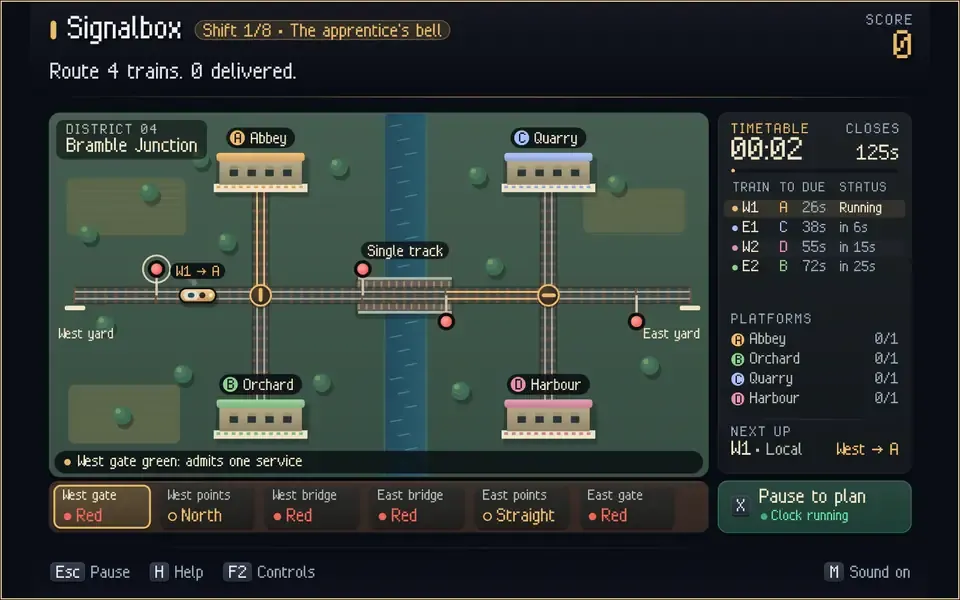 Signalbox
Shift 1/8 · The apprentice's bell
SCORE
0
Route 4 trains. 0 delivered.
DISTRICT 04
Bramble Junction
A Abbey
C Quarry
Single track
W1 → A
West yard
East yard
B Orchard
D Harbour
West gate green: admits one service
TIMETABLE
CLOSES
00:02
125s
TRAIN TO DUE STATUS
W1 A 26s Running
E1 C 38s in 6s
W2 D 55s in 15s
E2 B 72s in 25s
PLATFORMS
A Abbey 0/1
B Orchard 0/1
C Quarry 0/1
D Harbour 0/1
NEXT UP
W1 · Local West → A
West gate
Red
West points
North
West bridge
Red
East bridge
Red
East points
Straight
East gate
Red
X
Pause to plan
Clock running
Esc Pause
H Help
F2 Controls
M Sound on